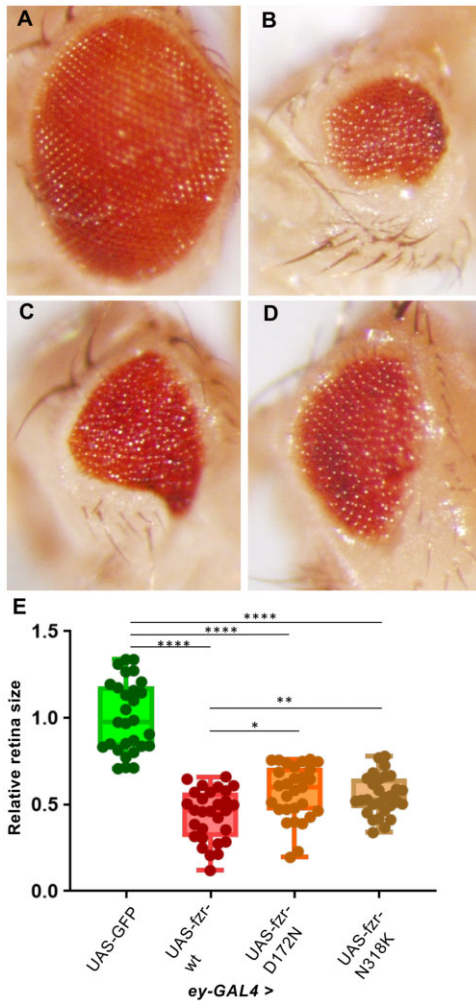 A
B
C
D
E
****
****
****
**
*
1.5
1.0
0.5
0.0
Relative retina size
UAS-GFP
UAS-fzr-
wt
UAS-fzr-
D172N
UAS-fzr-
N318K
ey-GAL4 >